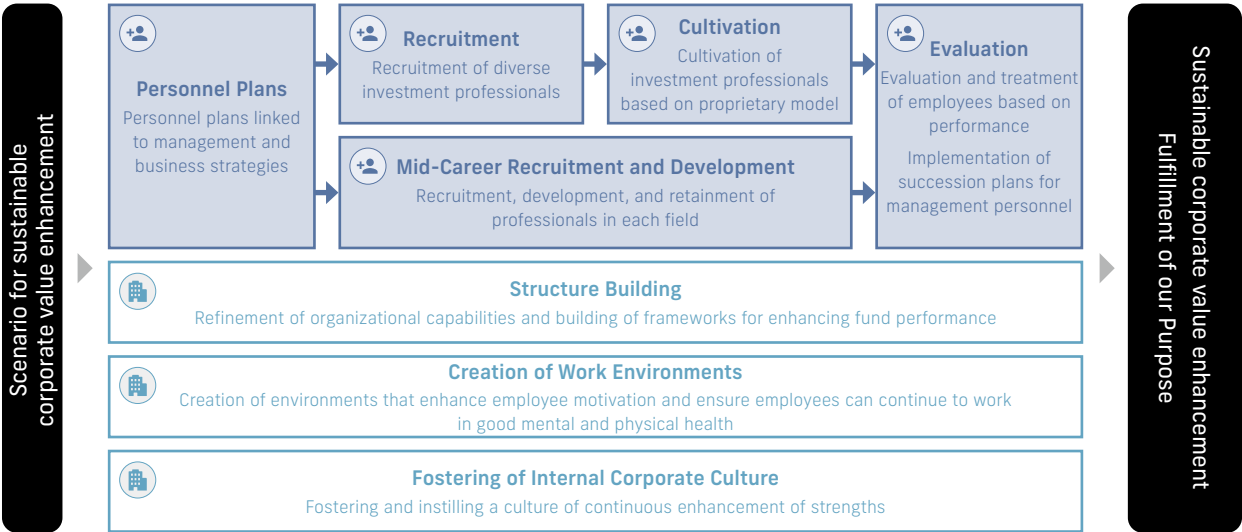 Scenario for sustainable
corporate value enhancement
Personnel Plans
Personnel plans linked
to management and
business strategies
Recruitment
Recruitment of diverse
investment professionals
Cultivation
Cultivation of
investment professionals
based on proprietary model
Mid-Career Recruitment and Development
Recruitment, development, and retainment of
professionals in each field
Evaluation
Evaluation and treatment
of employees based on
performance
Implementation of
succession plans for
management personnel
Structure Building
Refinement of organizational capabilities and building of frameworks for enhancing fund performance
Creation of Work Environments
Creation of environments that enhance employee motivation and ensure employees can continue to work
in good mental and physical health
Fostering of Internal Corporate Culture
Fostering and instilling a culture of continuous enhancement of strengths
Sustainable corporate value enhancement
Fulfillment of our Purpose